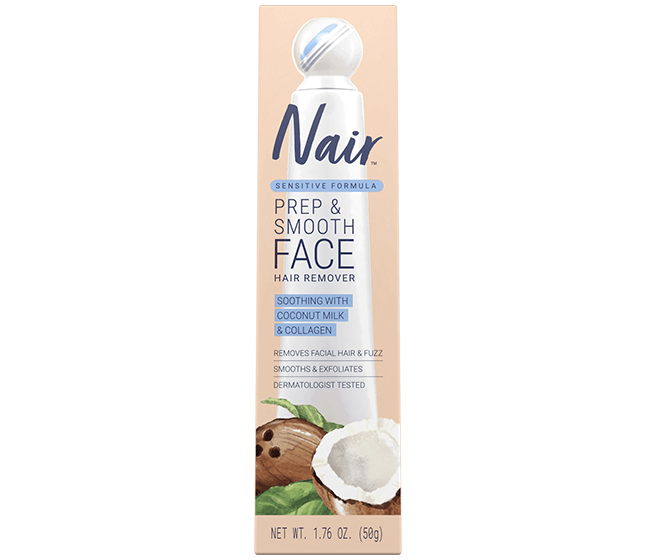 Nair™
SENSITIVE FORMULA
PREP &
SMOOTH
FACE
HAIR REMOVER
SOOTHING WITH
COCONUT MILK
& COLLAGEN
REMOVES FACIAL HAIR & FUZZ
SMOOTHS & EXFOLIATES
DERMATOLOGIST TESTED
NET WT. 1.76 OZ. (50g)